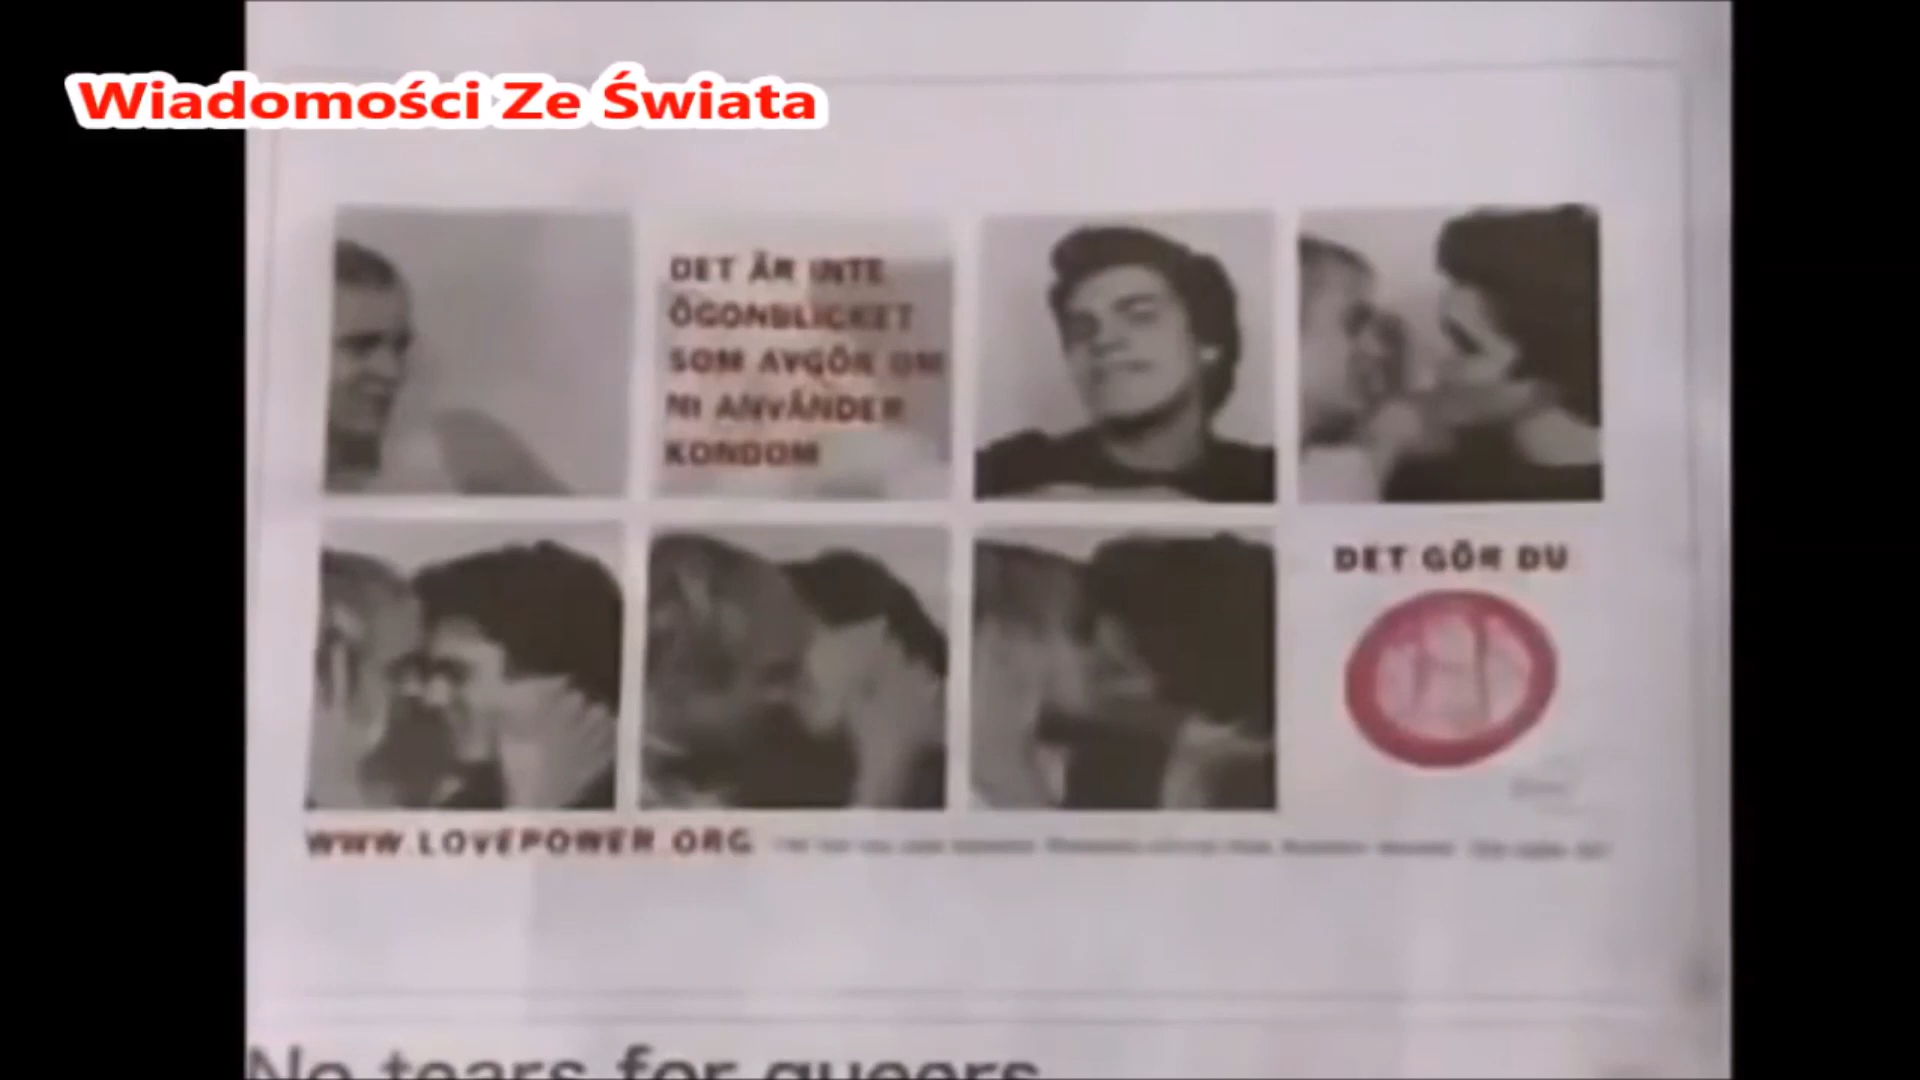 Wiadomości Ze Świata
DET ÄR INTE
ÖGONBLICKET
SOM AVGÖR OM
NI ANVÄNDER
KONDOM
DET GÖR DU
WWW.LOVEPOWER.ORG
No tears for queers